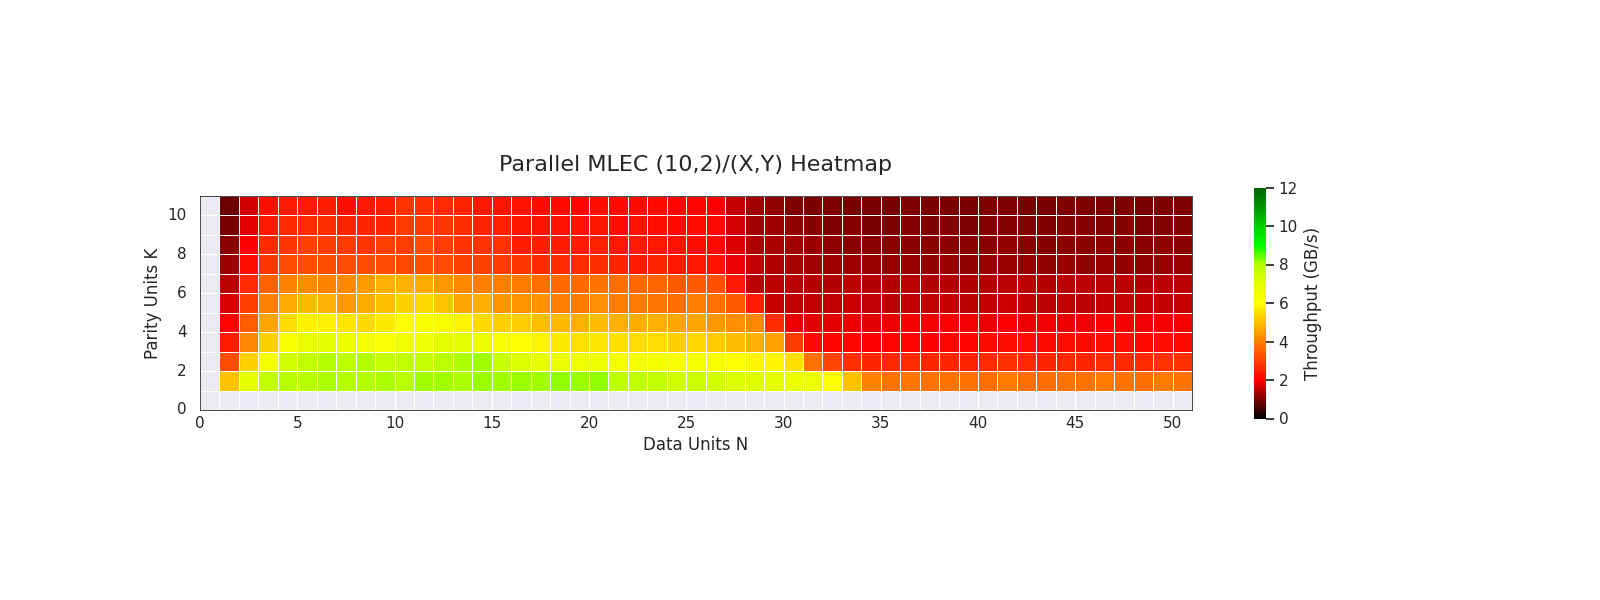 Parallel MLEC (10,2)/(X,Y) Heatmap
Parity Units K
10
8
6
4
2
0
0 5 10 15 20 25 30 35 40 45 50
Data Units N
12
10
8
6
4
2
0
Throughput (GB/s)